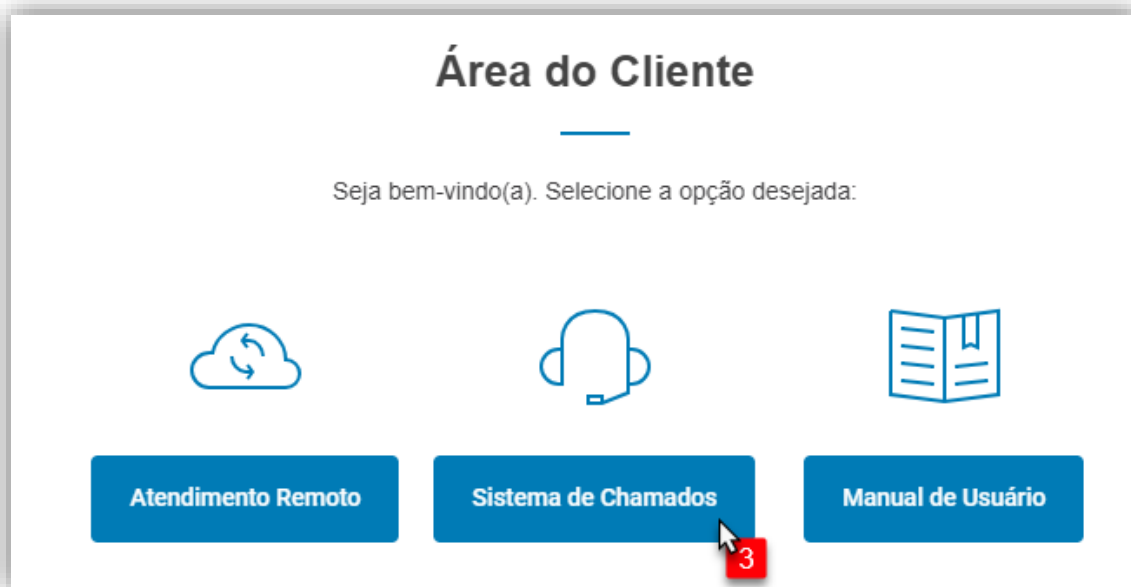 Área do Cliente
Seja bem-vindo(a). Selecione a opção desejada:
Atendimento Remoto
Sistema de Chamados
Manual de Usuário
3